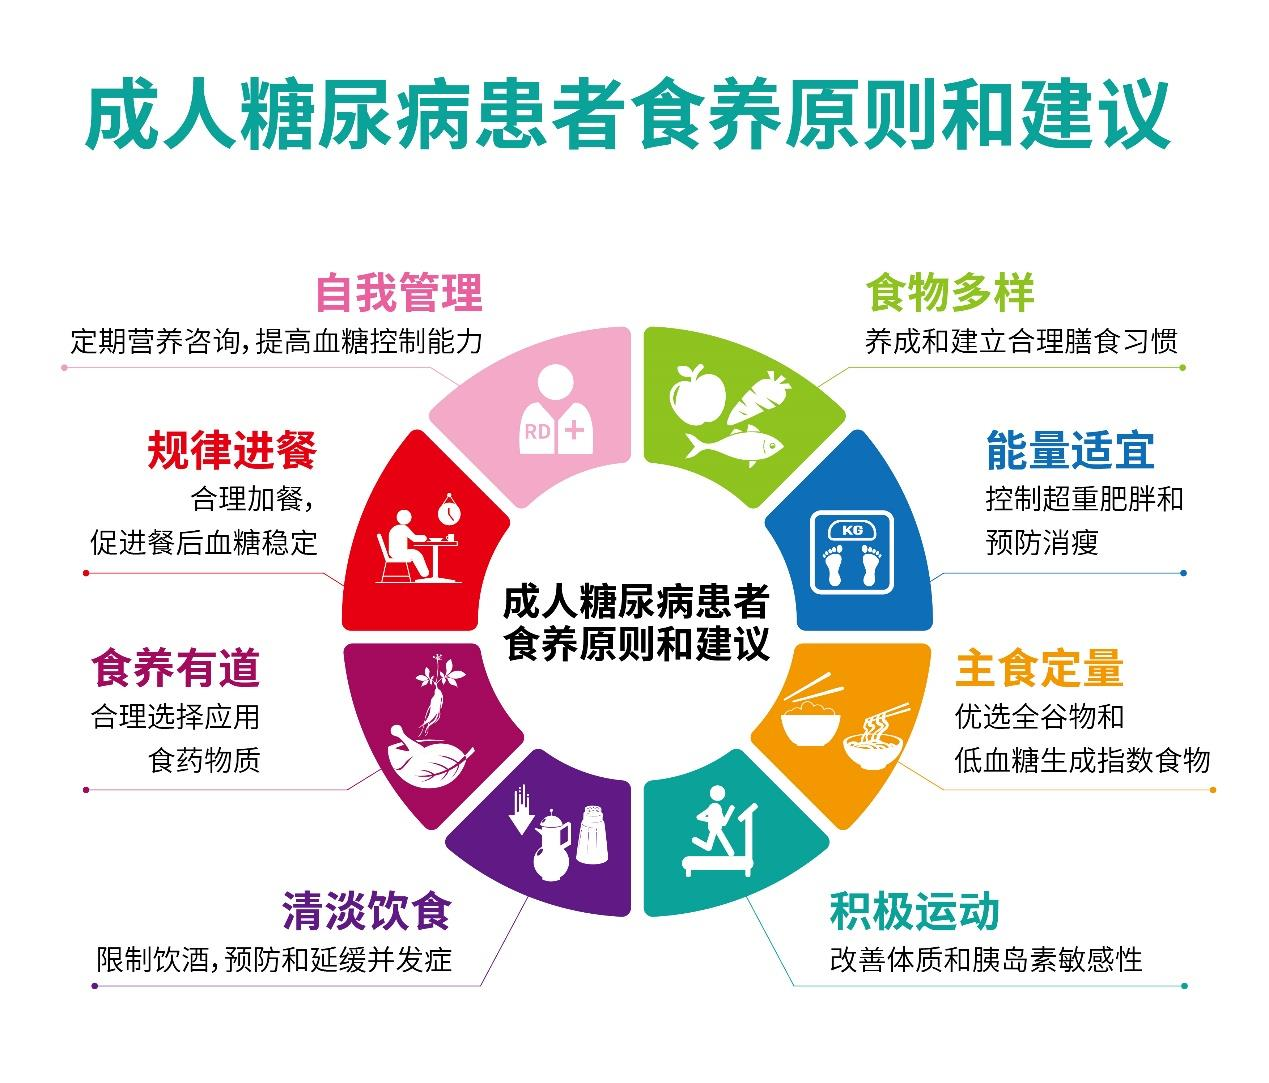 成人糖尿病患者食养原则和建议
自我管理
定期营养咨询，提高血糖控制能力
食物多样
养成和建立合理膳食习惯
RD
规律进餐
合理加餐，
促进餐后血糖稳定
能量适宜
控制超重肥胖和
预防消瘦
KG
成人糖尿病患者
食养原则和建议
食养有道
合理选择应用
食药物质
主食定量
优选全谷物和
低血糖生成指数食物
清淡饮食
限制饮酒，预防和延缓并发症
积极运动
改善体质和胰岛素敏感性